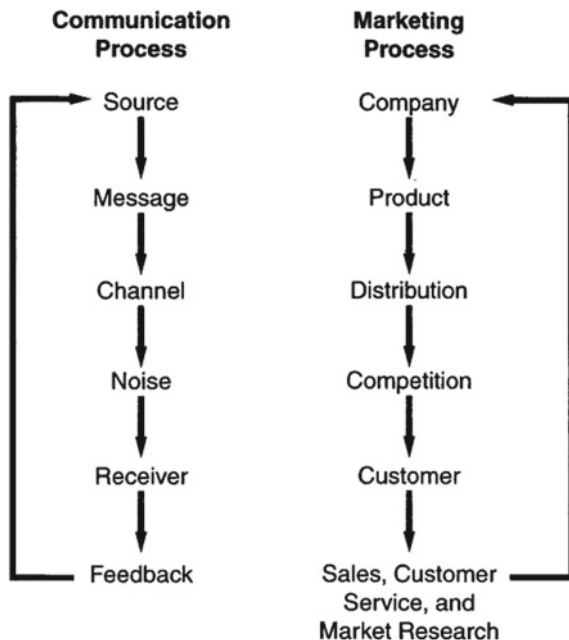 Communication
Process
Marketing
Process
Source
Company
Message
Product
Channel
Distribution
Noise
Competition
Receiver
Customer
Feedback
Sales, Customer
Service, and
Market Research